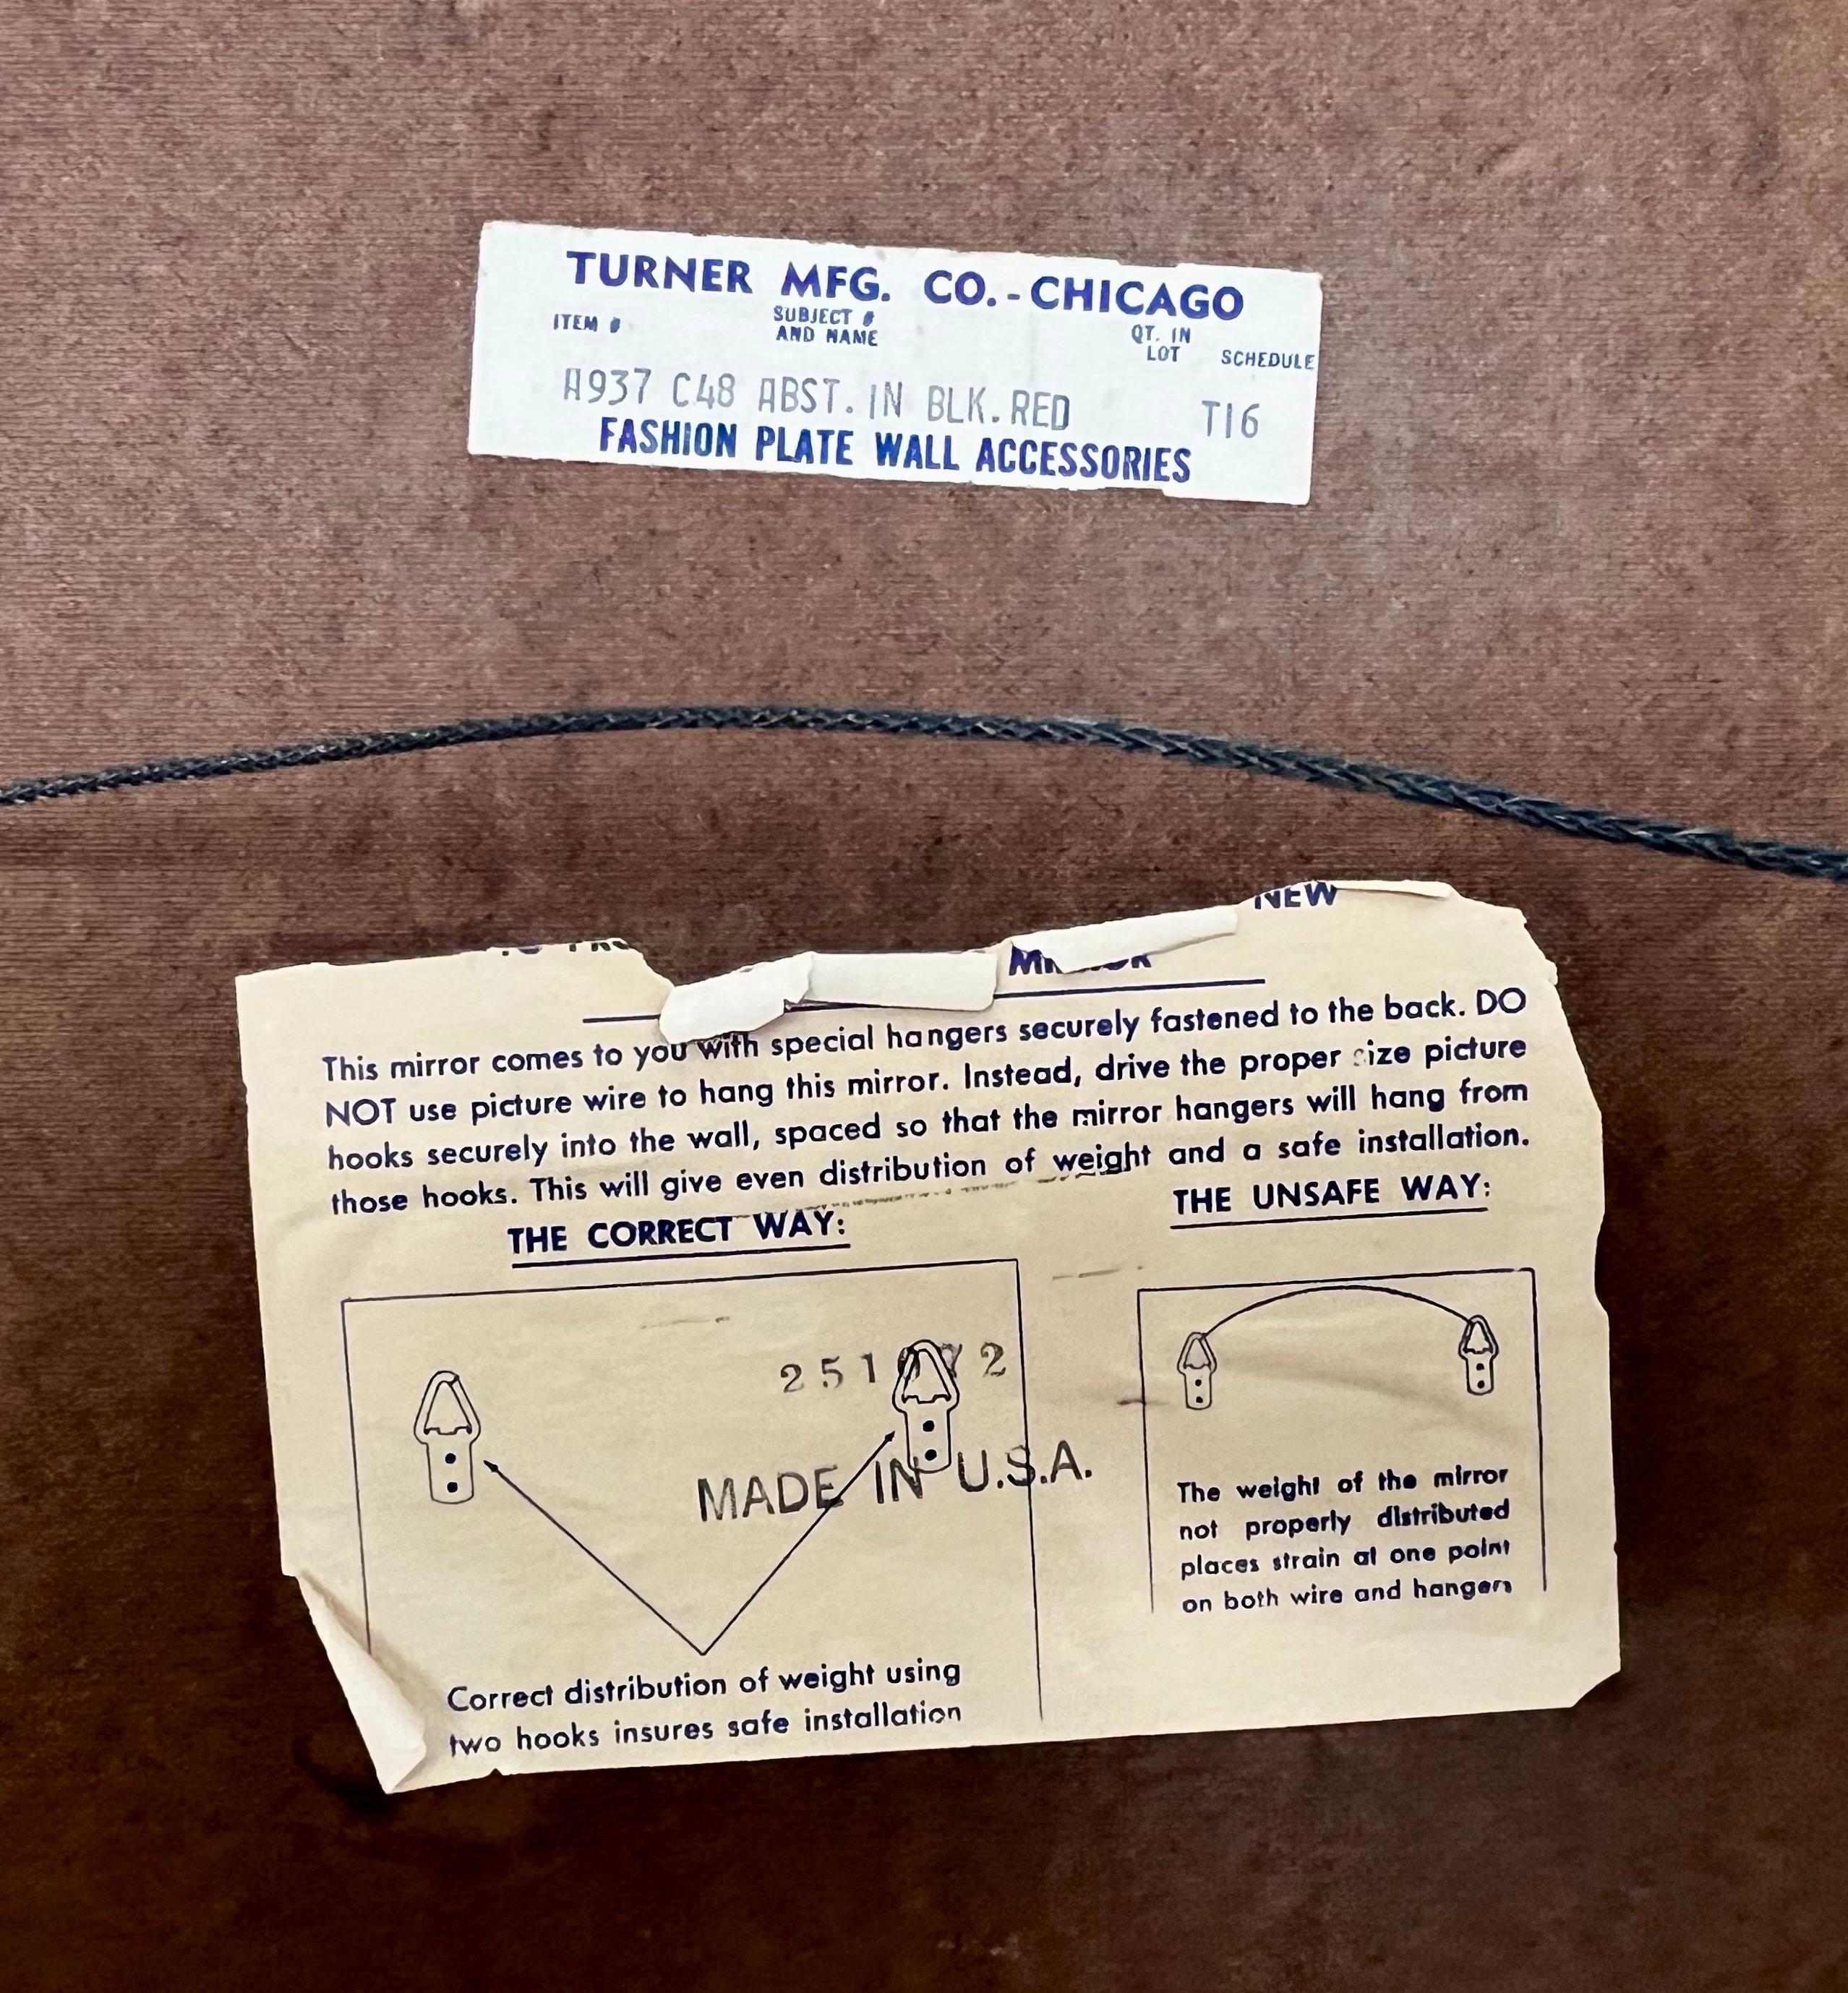 TURNER MFG. CO.-CHICAGO
ITEM # SUBJECT # AND NAME QT. IN LOT SCHEDULE
A937 C48 ABST. IN BLK. RED T16
FASHION PLATE WALL ACCESSORIES
NEW
This mirror comes to you with special hangers securely fastened to the back. DO
NOT use picture wire to hang this mirror. Instead, drive the proper size picture
hooks securely into the wall, spaced so that the mirror hangers will hang from
those hooks. This will give even distribution of weight and a safe installation.
THE CORRECT WAY:
MADE IN U.S.A.
Correct distribution of weight using
two hooks insures safe installation
THE UNSAFE WAY:
The weight of the mirror
not properly distributed
places strain at one point
on both wire and hangers